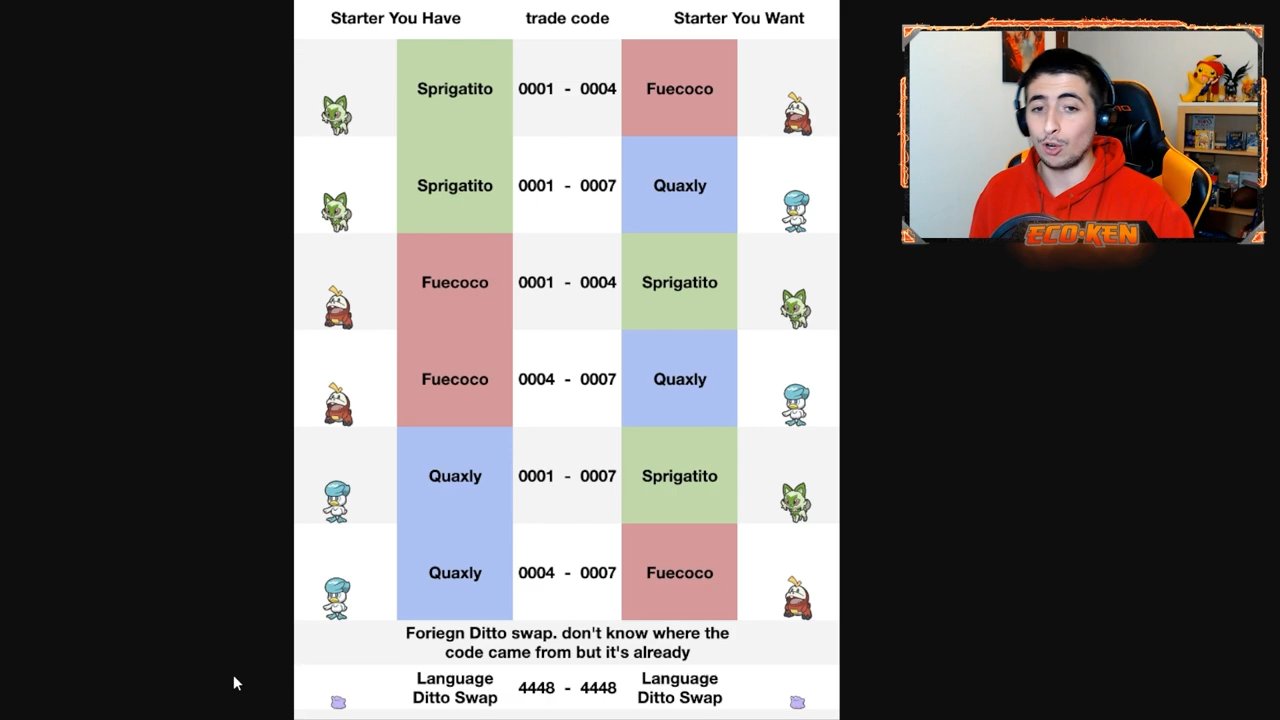 Starter You Have trade code Starter You Want
Sprigatito 0001 - 0004 Fuecoco
Sprigatito 0001 - 0007 Quaxly
Fuecoco 0001 - 0004 Sprigatito
Fuecoco 0004 - 0007 Quaxly
Quaxly 0001 - 0007 Sprigatito
Quaxly 0004 - 0007 Fuecoco
Foriegn Ditto swap. don't know where the
code came from but it's already
Language Ditto Swap 4448 - 4448 Language Ditto Swap
ECO·KEN